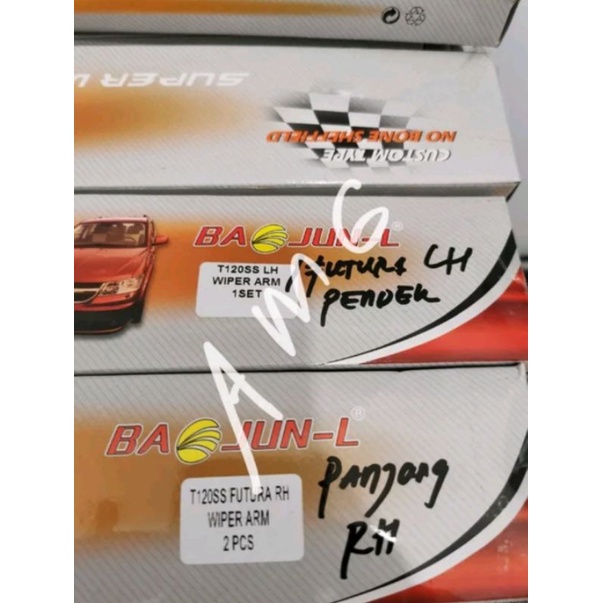 SUPER
NO BONE SHEFFIELD
CUSTOM TYPE
BAOJUN-L®
T120SS LH
WIPER ARM
1SET
FUTURA LH
PENDEK
AMG
BAOJUN-L®
T120SS FUTURA RH
WIPER ARM
2 PCS
PANJANG
RH